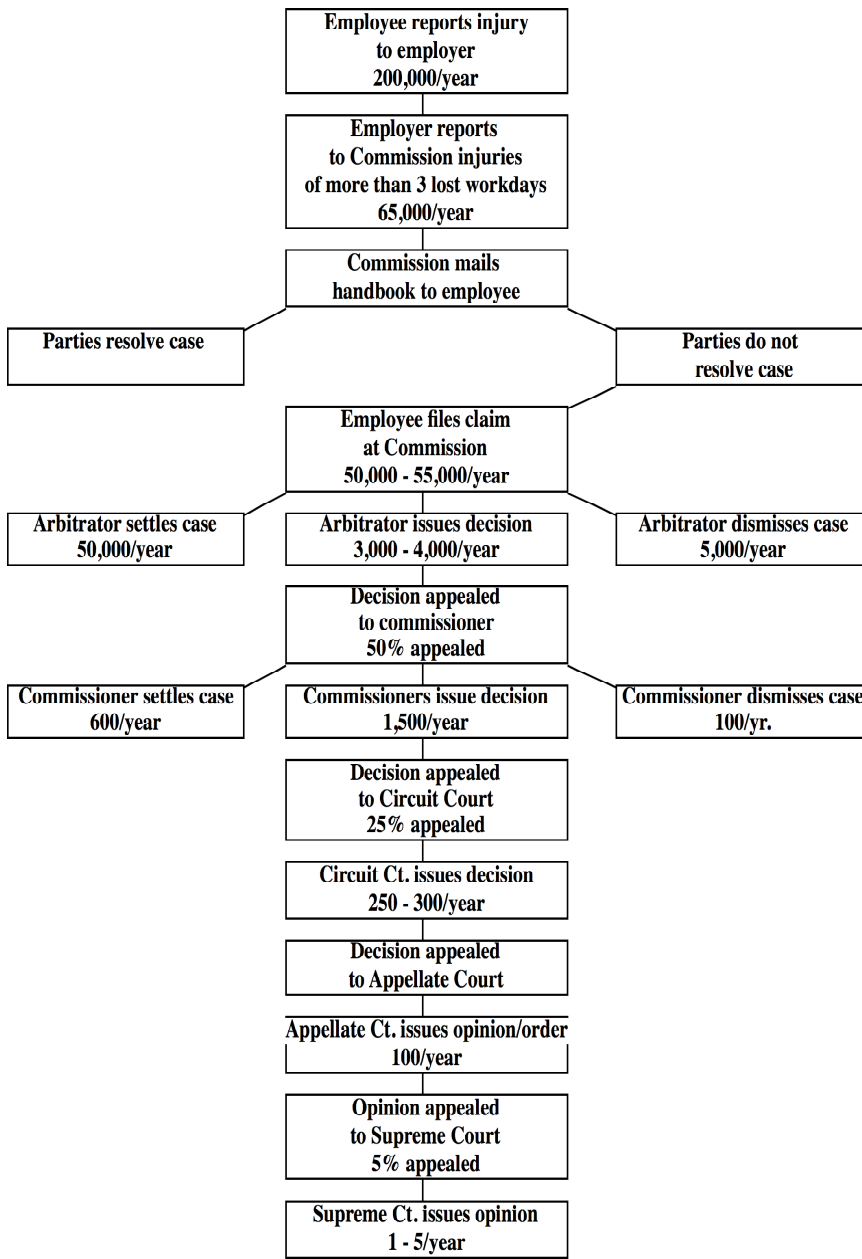 Employee reports injury
to employer
200,000/year
Employer reports
to Commission injuries
of more than 3 lost workdays
65,000/year
Commission mails
handbook to employee
Parties resolve case
Parties do not
resolve case
Employee files claim
at Commission
50,000 - 55,000/year
Arbitrator settles case
50,000/year
Arbitrator issues decision
3,000 - 4,000/year
Arbitrator dismisses case
5,000/year
Decision appealed
to commissioner
50% appealed
Commissioner settles case
600/year
Commissioners issue decision
1,500/year
Commissioner dismisses case
100/yr.
Decision appealed
to Circuit Court
25% appealed
Circuit Ct. issues decision
250 - 300/year
Decision appealed
to Appellate Court
Appellate Ct. issues opinion/order
100/year
Opinion appealed
to Supreme Court
5% appealed
Supreme Ct. issues opinion
1 - 5/year